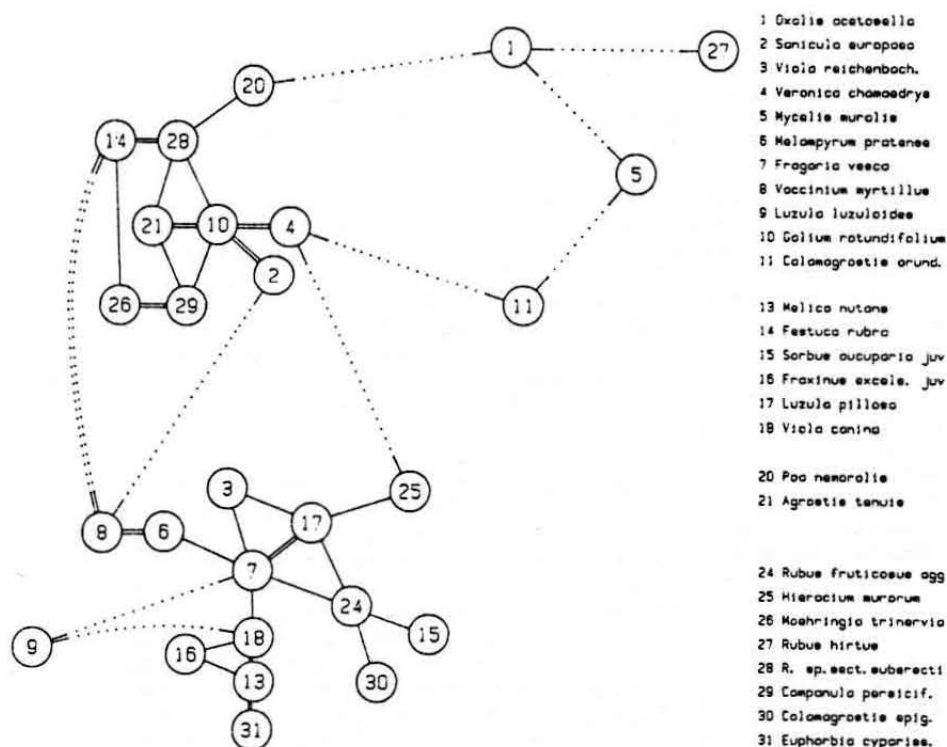 1
27
20
14
28
5
21
10
4
2
26
29
11
3
25
8
6
17
7
24
9
18
15
16
13
30
31
1 Oxalis acetosella
2 Sanicula europaea
3 Viola reichenbach.
4 Veronica chamaedrys
5 Mycelis muralis
6 Melampyrum pratense
7 Fragaria vesca
8 Vaccinium myrtillus
9 Luzula luzuloides
10 Galium rotundifolium
11 Calamagrostis arund.
13 Melica nutans
14 Festuca rubra
15 Sorbus aucuparia juv
16 Fraxinus excels. juv
17 Luzula pilosa
18 Viola canina
20 Poa nemoralis
21 Agrostis tenuis
24 Rubus fruticosus agg
25 Hieracium murorum
26 Moehringia trinervia
27 Rubus hirtus
28 R. sp.sect.suberecti
29 Campanula persicif.
30 Calamagrostis epig.
31 Euphorbia cypariss.